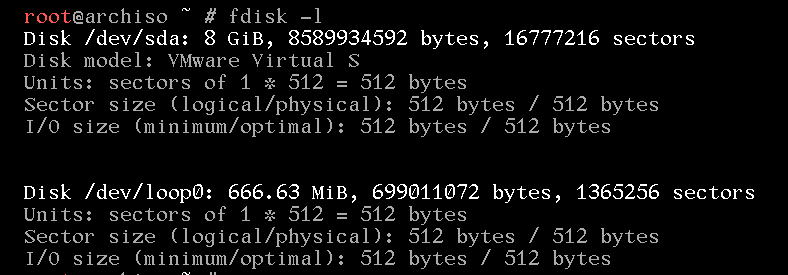 root@archiso ~ # fdisk -l
Disk /dev/sda: 8 GiB, 8589934592 bytes, 16777216 sectors
Disk model: VMware Virtual S
Units: sectors of 1 * 512 = 512 bytes
Sector size (logical/physical): 512 bytes / 512 bytes
I/O size (minimum/optimal): 512 bytes / 512 bytes
Disk /dev/loop0: 666.63 MiB, 699011072 bytes, 1365256 sectors
Units: sectors of 1 * 512 = 512 bytes
Sector size (logical/physical): 512 bytes / 512 bytes
I/O size (minimum/optimal): 512 bytes / 512 bytes